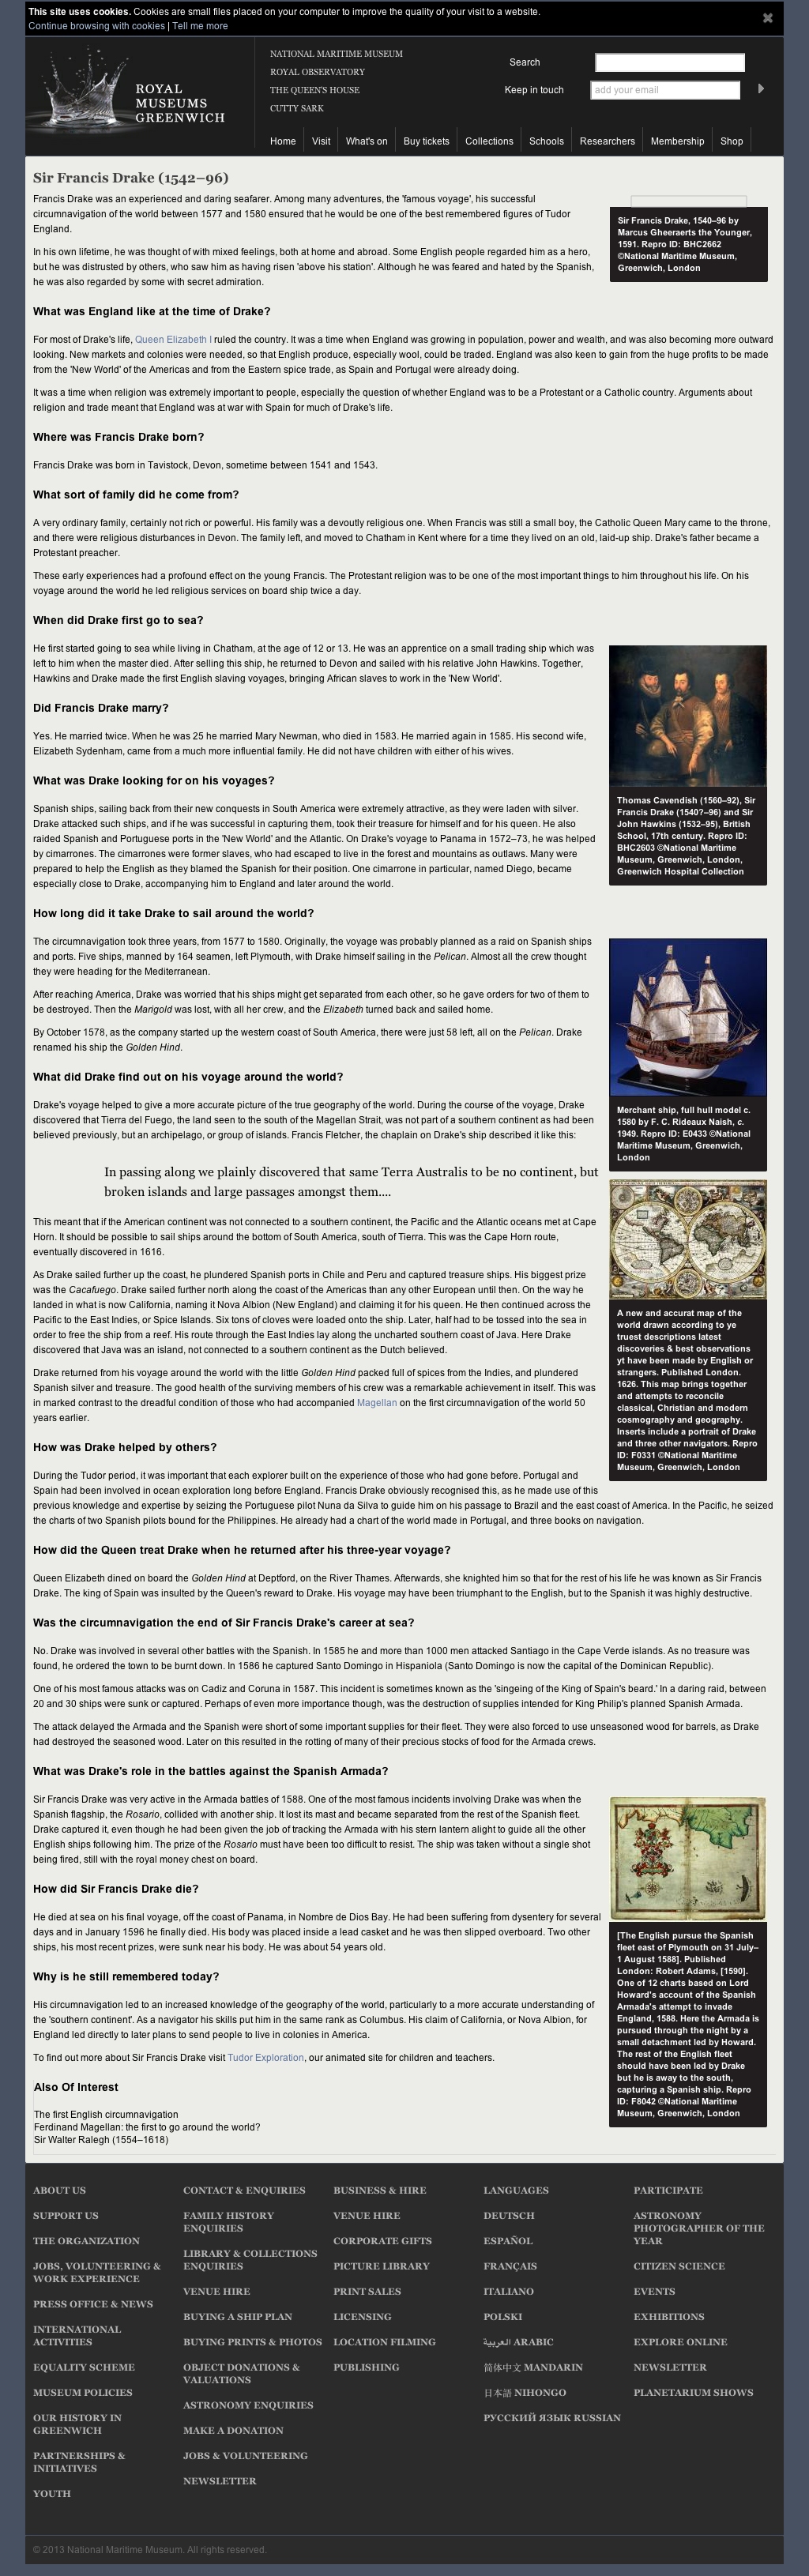 This site uses cookies. Cookies are small files placed on your computer to improve the quality of your visit to a website.
Continue browsing with cookies | Tell me more
ROYAL
MUSEUMS
GREENWICH
NATIONAL MARITIME MUSEUM
ROYAL OBSERVATORY
THE QUEEN'S HOUSE
CUTTY SARK
Search
Keep in touch
add your email
Home
Visit
What's on
Buy tickets
Collections
Schools
Researchers
Membership
Shop
Sir Francis Drake (1542–96)
Francis Drake was an experienced and daring seafarer. Among many adventures, the 'famous voyage', his successful
circumnavigation of the world between 1577 and 1580 ensured that he would be one of the best remembered figures of Tudor
England.
In his own lifetime, he was thought of with mixed feelings, both at home and abroad. Some English people regarded him as a hero,
but he was distrusted by others, who saw him as having risen 'above his station'. Although he was feared and hated by the Spanish,
he was also regarded by some with secret admiration.
Sir Francis Drake, 1540–96 by
Marcus Gheeraerts the Younger,
1591. Repro ID: BHC2662
©National Maritime Museum,
Greenwich, London
What was England like at the time of Drake?
For most of Drake's life, Queen Elizabeth I ruled the country. It was a time when England was growing in population, power and wealth, and was also becoming more outward
looking. New markets and colonies were needed, so that English produce, especially wool, could be traded. England was also keen to gain from the huge profits to be made
from the 'New World' of the Americas and from the Eastern spice trade, as Spain and Portugal were already doing.
It was a time when religion was extremely important to people, especially the question of whether England was to be a Protestant or a Catholic country. Arguments about
religion and trade meant that England was at war with Spain for much of Drake's life.
Where was Francis Drake born?
Francis Drake was born in Tavistock, Devon, sometime between 1541 and 1543.
What sort of family did he come from?
A very ordinary family, certainly not rich or powerful. His family was a devoutly religious one. When Francis was still a small boy, the Catholic Queen Mary came to the throne,
and there were religious disturbances in Devon. The family left, and moved to Chatham in Kent where for a time they lived on an old, laid-up ship. Drake's father became a
Protestant preacher.
These early experiences had a profound effect on the young Francis. The Protestant religion was to be one of the most important things to him throughout his life. On his
voyage around the world he led religious services on board ship twice a day.
When did Drake first go to sea?
He first started going to sea while living in Chatham, at the age of 12 or 13. He was an apprentice on a small trading ship which was
left to him when the master died. After selling this ship, he returned to Devon and sailed with his relative John Hawkins. Together,
Hawkins and Drake made the first English slaving voyages, bringing African slaves to work in the 'New World'.
Did Francis Drake marry?
Yes. He married twice. When he was 25 he married Mary Newman, who died in 1583. He married again in 1585. His second wife,
Elizabeth Sydenham, came from a much more influential family. He did not have children with either of his wives.
What was Drake looking for on his voyages?
Spanish ships, sailing back from their new conquests in South America were extremely attractive, as they were laden with silver.
Drake attacked such ships, and if he was successful in capturing them, took their treasure for himself and for his queen. He also
raided Spanish and Portuguese ports in the 'New World' and the Atlantic. On Drake's voyage to Panama in 1572–73, he was helped
by cimarrones. The cimarrones were former slaves, who had escaped to live in the forest and mountains as outlaws. Many were
prepared to help the English as they blamed the Spanish for their position. One cimarrone in particular, named Diego, became
especially close to Drake, accompanying him to England and later around the world.
Thomas Cavendish (1560–92), Sir
Francis Drake (1540?–96) and Sir
John Hawkins (1532–95), British
School, 17th century. Repro ID:
BHC2603 ©National Maritime
Museum, Greenwich, London,
Greenwich Hospital Collection
How long did it take Drake to sail around the world?
The circumnavigation took three years, from 1577 to 1580. Originally, the voyage was probably planned as a raid on Spanish ships
and ports. Five ships, manned by 164 seamen, left Plymouth, with Drake himself sailing in the Pelican. Almost all the crew thought
they were heading for the Mediterranean.
After reaching America, Drake was worried that his ships might get separated from each other, so he gave orders for two of them to
be destroyed. Then the Marigold was lost, with all her crew, and the Elizabeth turned back and sailed home.
By October 1578, as the company started up the western coast of South America, there were just 58 left, all on the Pelican. Drake
renamed his ship the Golden Hind.
What did Drake find out on his voyage around the world?
Drake's voyage helped to give a more accurate picture of the true geography of the world. During the course of the voyage, Drake
discovered that Tierra del Fuego, the land seen to the south of the Magellan Strait, was not part of a southern continent as had been
believed previously, but an archipelago, or group of islands. Francis Fletcher, the chaplain on Drake's ship described it like this:
Merchant ship, full hull model c.
1580 by F. C. Rideaux Naish, c.
1949. Repro ID: E0433 ©National
Maritime Museum, Greenwich,
London
In passing along we plainly discovered that same Terra Australis to be no continent, but
broken islands and large passages amongst them....
This meant that if the American continent was not connected to a southern continent, the Pacific and the Atlantic oceans met at Cape
Horn. It should be possible to sail ships around the bottom of South America, south of Tierra. This was the Cape Horn route,
eventually discovered in 1616.
As Drake sailed further up the coast, he plundered Spanish ports in Chile and Peru and captured treasure ships. His biggest prize
was the Cacafuego. Drake sailed further north along the coast of the Americas than any other European until then. On the way he
landed in what is now California, naming it Nova Albion (New England) and claiming it for his queen. He then continued across the
Pacific to the East Indies, or Spice Islands. Six tons of cloves were loaded onto the ship. Later, half had to be tossed into the sea in
order to free the ship from a reef. His route through the East Indies lay along the uncharted southern coast of Java. Here Drake
discovered that Java was an island, not connected to a southern continent as the Dutch believed.
Drake returned from his voyage around the world with the little Golden Hind packed full of spices from the Indies, and plundered
Spanish silver and treasure. The good health of the surviving members of his crew was a remarkable achievement in itself. This was
in marked contrast to the dreadful condition of those who had accompanied Magellan on the first circumnavigation of the world 50
years earlier.
A new and accurat map of the
world drawn according to ye
truest descriptions latest
discoveries & best observations
yt have been made by English or
strangers. Published London.
1626. This map brings together
and attempts to reconcile
classical, Christian and modern
cosmography and geography.
Inserts include a portrait of Drake
and three other navigators. Repro
ID: F0331 ©National Maritime
Museum, Greenwich, London
How was Drake helped by others?
During the Tudor period, it was important that each explorer built on the experience of those who had gone before. Portugal and
Spain had been involved in ocean exploration long before England. Francis Drake obviously recognised this, as he made use of this
previous knowledge and expertise by seizing the Portuguese pilot Nuna da Silva to guide him on his passage to Brazil and the east coast of America. In the Pacific, he seized
the charts of two Spanish pilots bound for the Philippines. He already had a chart of the world made in Portugal, and three books on navigation.
How did the Queen treat Drake when he returned after his three-year voyage?
Queen Elizabeth dined on board the Golden Hind at Deptford, on the River Thames. Afterwards, she knighted him so that for the rest of his life he was known as Sir Francis
Drake. The king of Spain was insulted by the Queen's reward to Drake. His voyage may have been triumphant to the English, but to the Spanish it was highly destructive.
Was the circumnavigation the end of Sir Francis Drake's career at sea?
No. Drake was involved in several other battles with the Spanish. In 1585 he and more than 1000 men attacked Santiago in the Cape Verde islands. As no treasure was
found, he ordered the town to be burnt down. In 1586 he captured Santo Domingo in Hispaniola (Santo Domingo is now the capital of the Dominican Republic).
One of his most famous attacks was on Cadiz and Coruna in 1587. This incident is sometimes known as the 'singeing of the King of Spain's beard.' In a daring raid, between
20 and 30 ships were sunk or captured. Perhaps of even more importance though, was the destruction of supplies intended for King Philip's planned Spanish Armada.
The attack delayed the Armada and the Spanish were short of some important supplies for their fleet. They were also forced to use unseasoned wood for barrels, as Drake
had destroyed the seasoned wood. Later on this resulted in the rotting of many of their precious stocks of food for the Armada crews.
What was Drake's role in the battles against the Spanish Armada?
Sir Francis Drake was very active in the Armada battles of 1588. One of the most famous incidents involving Drake was when the
Spanish flagship, the Rosario, collided with another ship. It lost its mast and became separated from the rest of the Spanish fleet.
Drake captured it, even though he had been given the job of tracking the Armada with his stern lantern alight to guide all the other
English ships following him. The prize of the Rosario must have been too difficult to resist. The ship was taken without a single shot
being fired, still with the royal money chest on board.
How did Sir Francis Drake die?
He died at sea on his final voyage, off the coast of Panama, in Nombre de Dios Bay. He had been suffering from dysentery for several
days and in January 1596 he finally died. His body was placed inside a lead casket and he was then slipped overboard. Two other
ships, his most recent prizes, were sunk near his body. He was about 54 years old.
Why is he still remembered today?
His circumnavigation led to an increased knowledge of the geography of the world, particularly to a more accurate understanding of
the 'southern continent'. As a navigator his skills put him in the same rank as Columbus. His claim of California, or Nova Albion, for
England led directly to later plans to send people to live in colonies in America.
To find out more about Sir Francis Drake visit Tudor Exploration, our animated site for children and teachers.
[The English pursue the Spanish
fleet east of Plymouth on 31 July–
1 August 1588]. Published
London: Robert Adams, [1590].
One of 12 charts based on Lord
Howard's account of the Spanish
Armada's attempt to invade
England, 1588. Here the Armada is
pursued through the night by a
small detachment led by Howard.
The rest of the English fleet
should have been led by Drake
but he is away to the south,
capturing a Spanish ship. Repro
ID: F8042 ©National Maritime
Museum, Greenwich, London
Also Of Interest
The first English circumnavigation
Ferdinand Magellan: the first to go around the world?
Sir Walter Ralegh (1554–1618)
ABOUT US
SUPPORT US
THE ORGANIZATION
JOBS, VOLUNTEERING &
WORK EXPERIENCE
PRESS OFFICE & NEWS
INTERNATIONAL
ACTIVITIES
EQUALITY SCHEME
MUSEUM POLICIES
OUR HISTORY IN
GREENWICH
PARTNERSHIPS &
INITIATIVES
YOUTH
CONTACT & ENQUIRIES
FAMILY HISTORY
ENQUIRIES
LIBRARY & COLLECTIONS
ENQUIRIES
VENUE HIRE
BUYING A SHIP PLAN
BUYING PRINTS & PHOTOS
OBJECT DONATIONS &
VALUATIONS
ASTRONOMY ENQUIRIES
MAKE A DONATION
JOBS & VOLUNTEERING
NEWSLETTER
BUSINESS & HIRE
VENUE HIRE
CORPORATE GIFTS
PICTURE LIBRARY
PRINT SALES
LICENSING
LOCATION FILMING
PUBLISHING
LANGUAGES
DEUTSCH
ESPAÑOL
FRANÇAIS
ITALIANO
POLSKI
العربية ARABIC
简体中文 MANDARIN
日本語 NIHONGO
РУССКИЙ ЯЗЫК RUSSIAN
PARTICIPATE
ASTRONOMY
PHOTOGRAPHER OF THE
YEAR
CITIZEN SCIENCE
EVENTS
EXHIBITIONS
EXPLORE ONLINE
NEWSLETTER
PLANETARIUM SHOWS
© 2013 National Maritime Museum. All rights reserved.